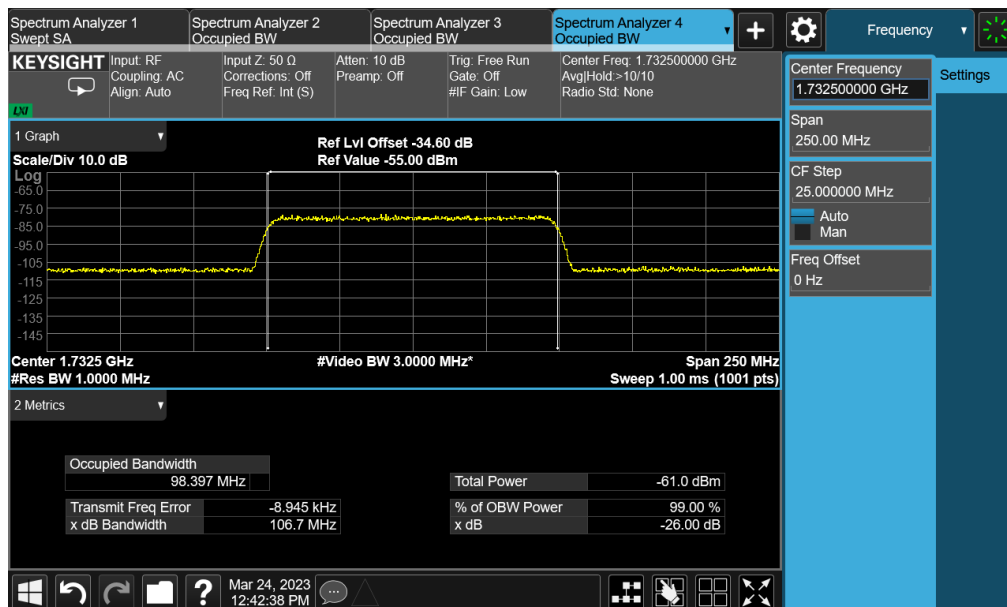 Spectrum Analyzer 1
Swept SA
Spectrum Analyzer 2
Occupied BW
Spectrum Analyzer 3
Occupied BW
Spectrum Analyzer 4
Occupied BW
+
Frequency
KEYSIGHT
LXI
Input: RF
Coupling: AC
Align: Auto
Input Z: 50 Ω
Corrections: Off
Freq Ref: Int (S)
Atten: 10 dB
Preamp: Off
Trig: Free Run
Gate: Off
#IF Gain: Low
Center Freq: 1.732500000 GHz
Avg|Hold:>10/10
Radio Std: None
Center Frequency
1.732500000 GHz
Settings
Span
250.00 MHz
CF Step
25.000000 MHz
Auto
Man
Freq Offset
0 Hz
1 Graph
Scale/Div 10.0 dB
Ref Lvl Offset -34.60 dB
Ref Value -55.00 dBm
Log
-65.0
-75.0
-85.0
-95.0
-105
-115
-125
-135
-145
Center 1.7325 GHz
#Res BW 1.0000 MHz
#Video BW 3.0000 MHz*
Span 250 MHz
Sweep 1.00 ms (1001 pts)
2 Metrics
Occupied Bandwidth
98.397 MHz
Total Power -61.0 dBm
Transmit Freq Error -8.945 kHz
% of OBW Power 99.00 %
x dB Bandwidth 106.7 MHz
x dB -26.00 dB
?
Mar 24, 2023
12:42:38 PM